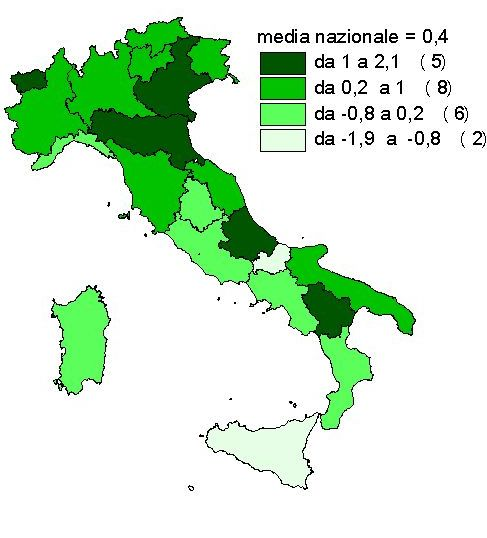 media nazionale = 0,4
da 1 a 2,1 ( 5)
da 0,2 a 1 ( 8)
da -0,8 a 0,2 ( 6)
da -1,9 a -0,8 ( 2)